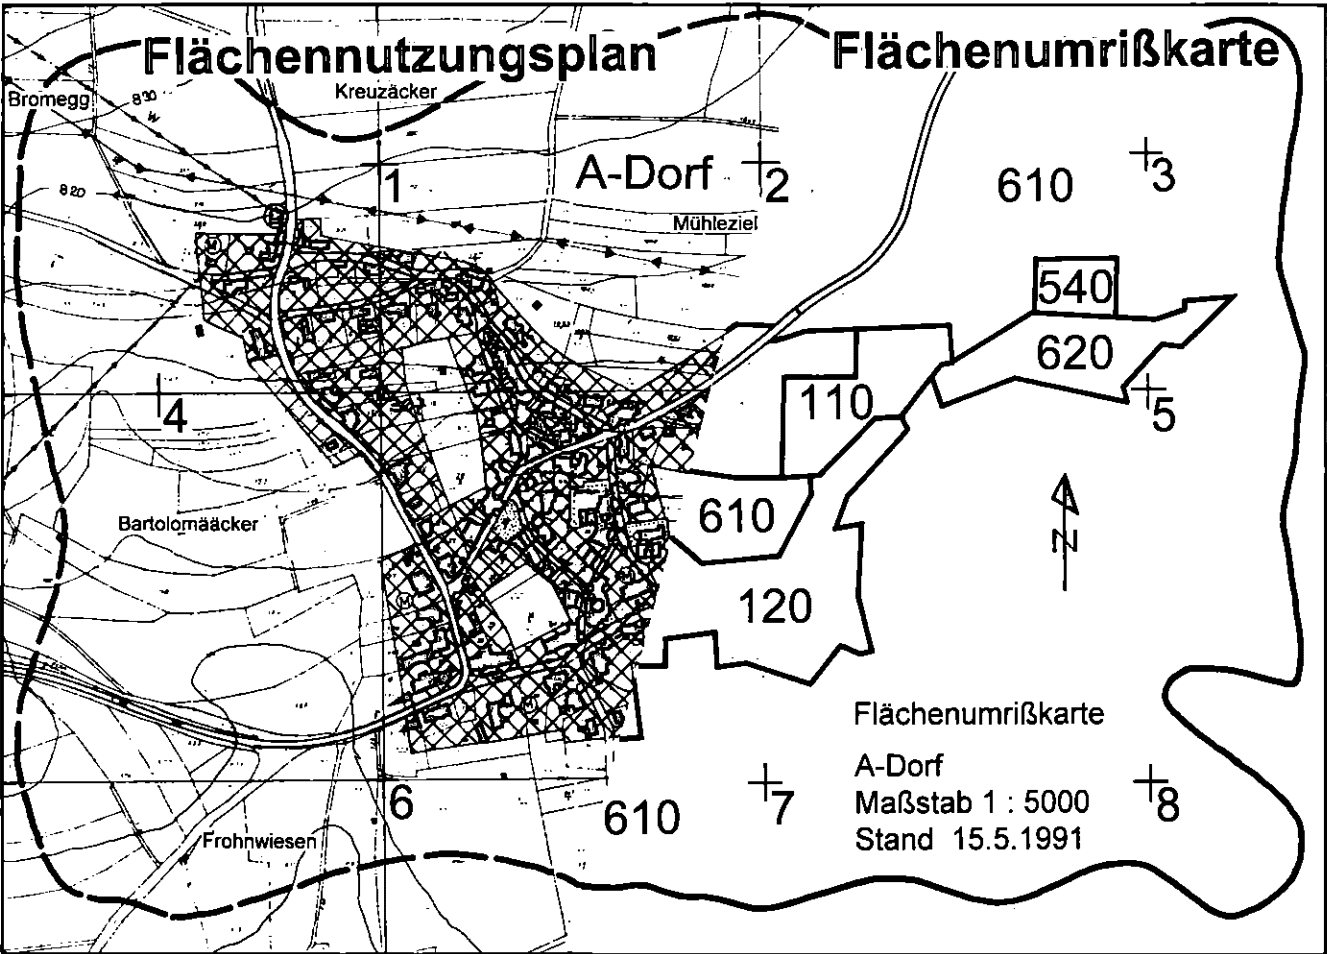 Flächennutzungsplan
Flächenumrißkarte
Bromegg
830
Kreuzäcker
W
1
A-Dorf
2
610
3
820
Mühleziel
M
540
620
4
110
5
Bartolomääcker
610
N
M
120
Flächenumrißkarte
A-Dorf
Maßstab 1 : 5000
Stand 15.5.1991
6
610
7
8
Frohnwiesen